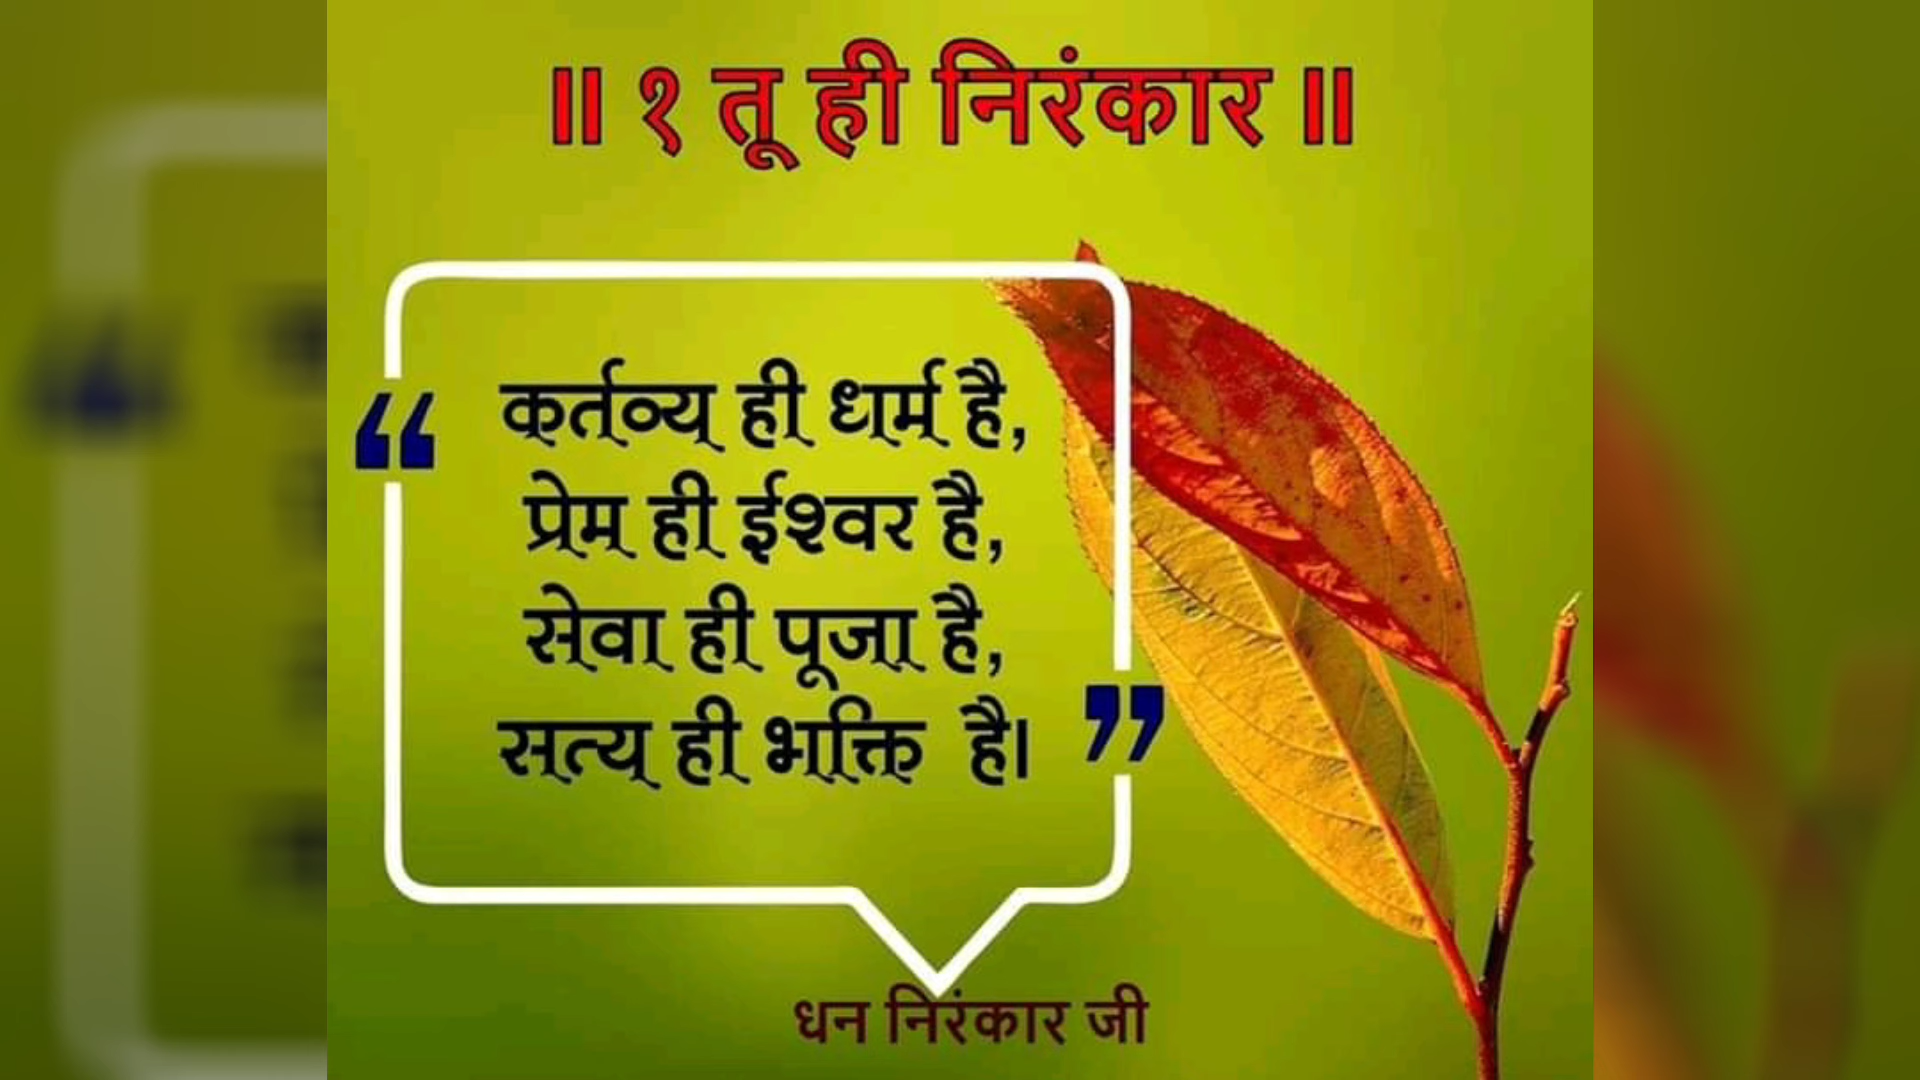 ॥ १ तू ही निरंकार ॥
“ कर्तव्य ही धर्म है,
प्रेम ही ईश्वर है,
सेवा ही पूजा है,
सत्य ही भक्ति है। ”
धन निरंकार जी